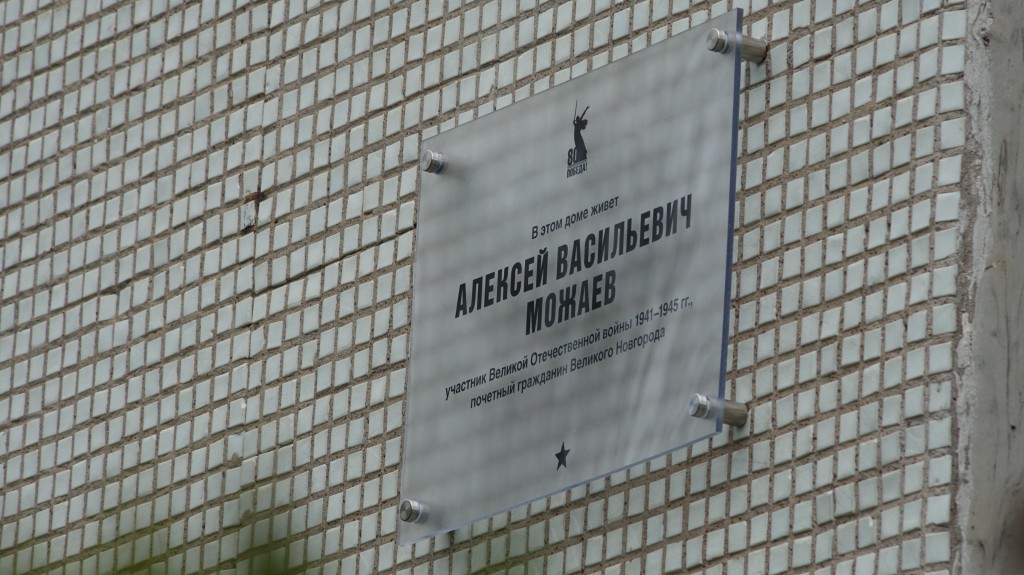 80
ПОБЕДА!
В этом доме живет
АЛЕКСЕЙ ВАСИЛЬЕВИЧ
МОЖАЕВ
участник Великой Отечественной войны 1941–1945 гг.,
почетный гражданин Великого Новгорода